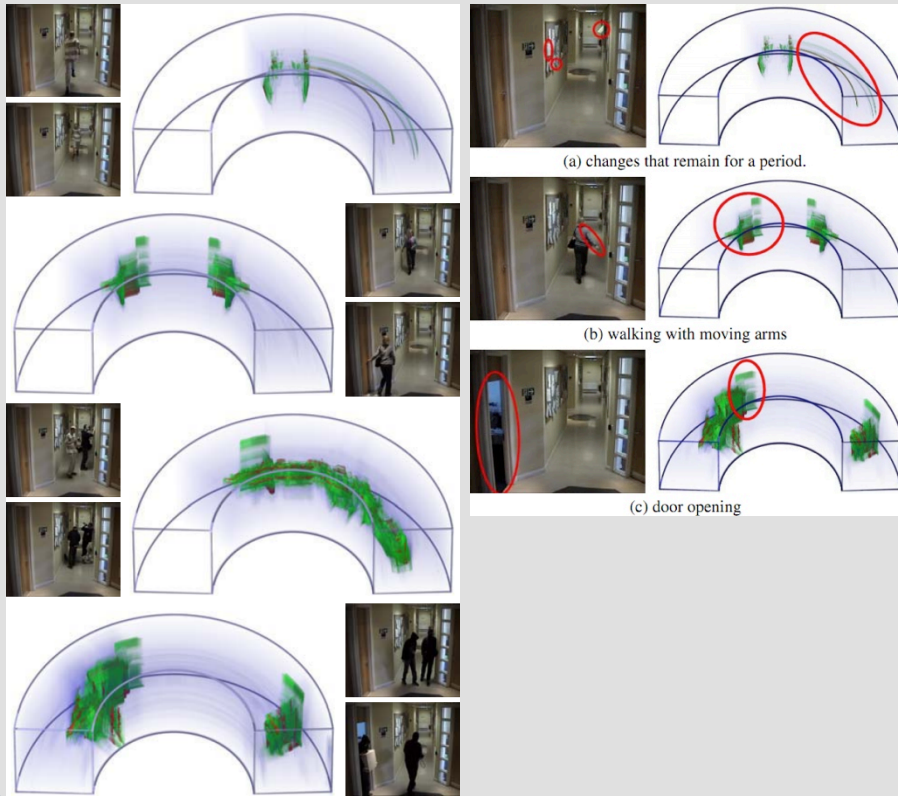 (a) changes that remain for a period.
(b) walking with moving arms
(c) door opening